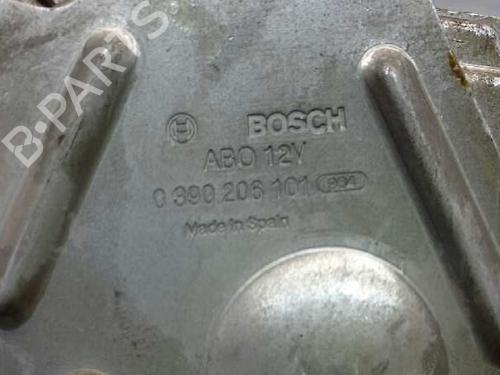 B-PARTS
BOSCH
ABO 12V
0 390 206 101
Made in Spain